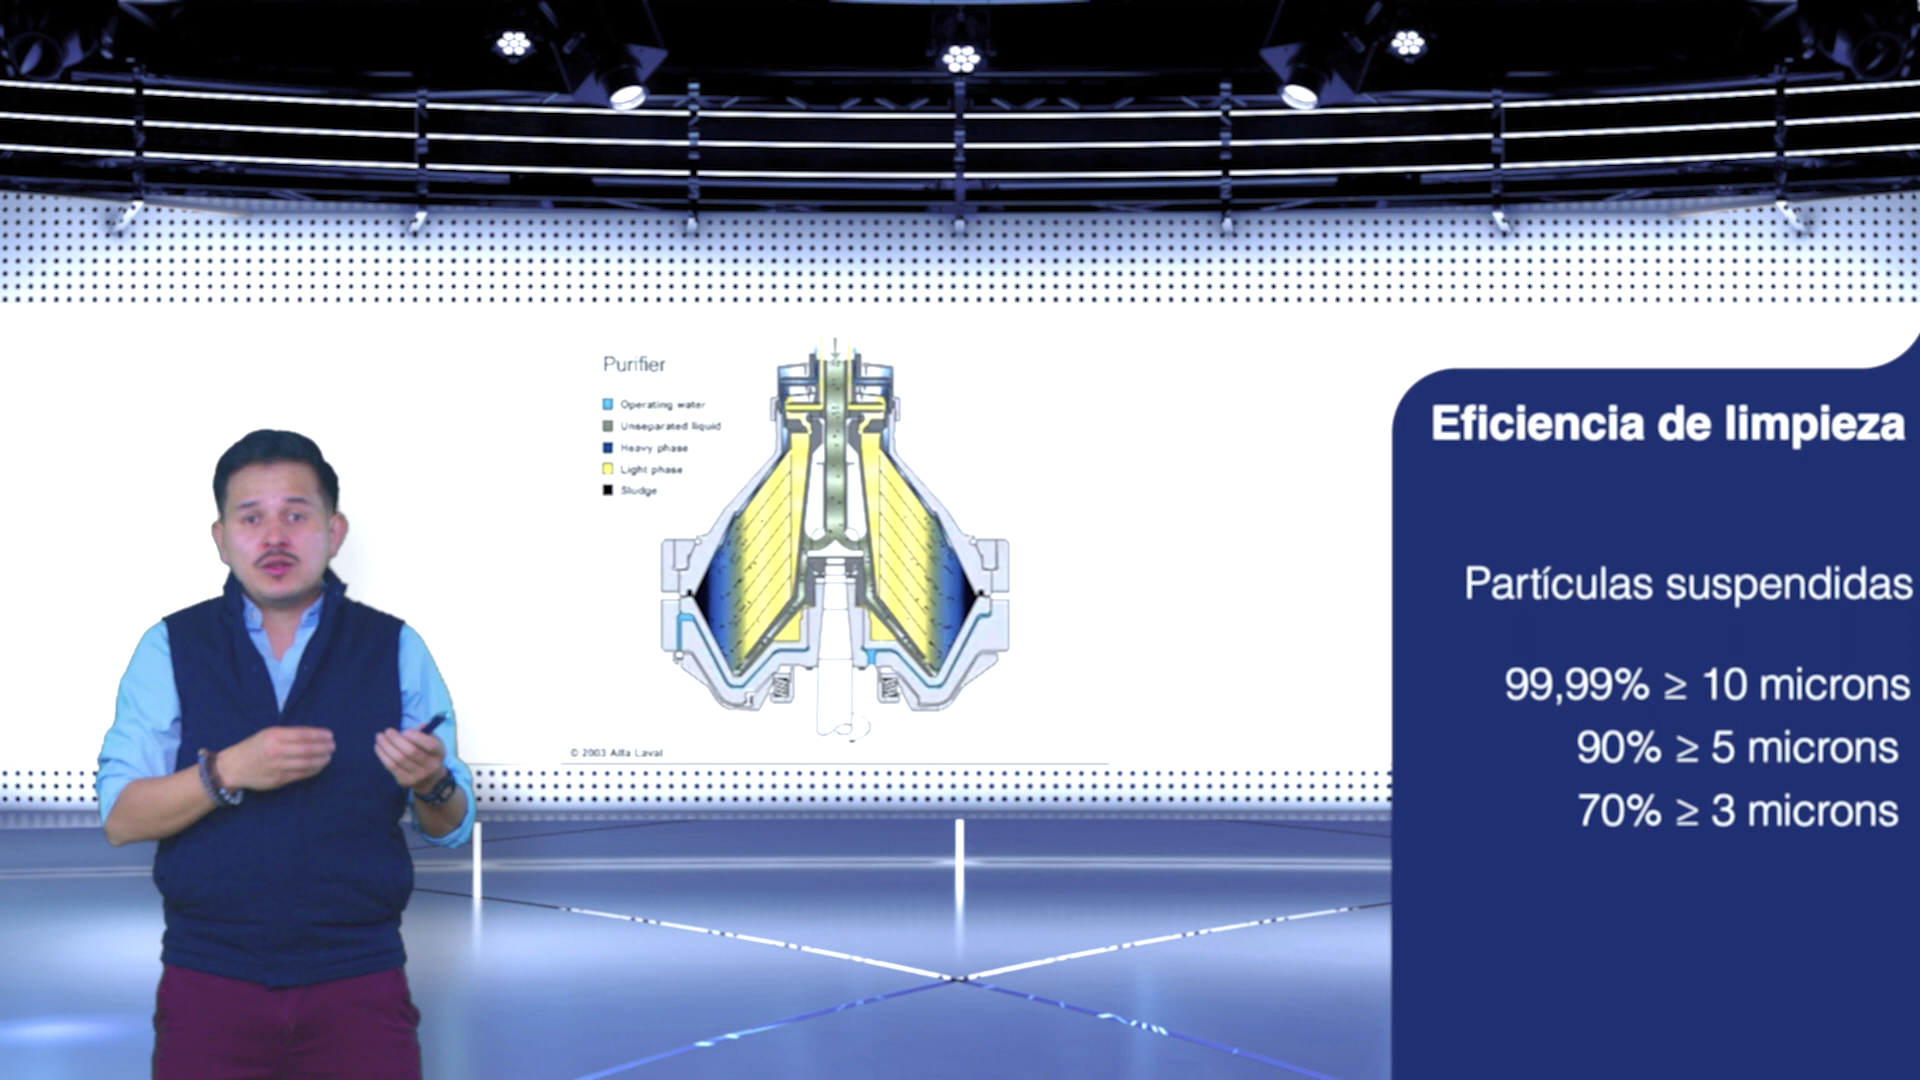 Purifier
Operating water
Unseparated liquid
Heavy phase
Light phase
Sludge
© 2003 Alfa Laval
Eficiencia de limpieza
Partículas suspendidas
99,99% ≥ 10 microns
90% ≥ 5 microns
70% ≥ 3 microns